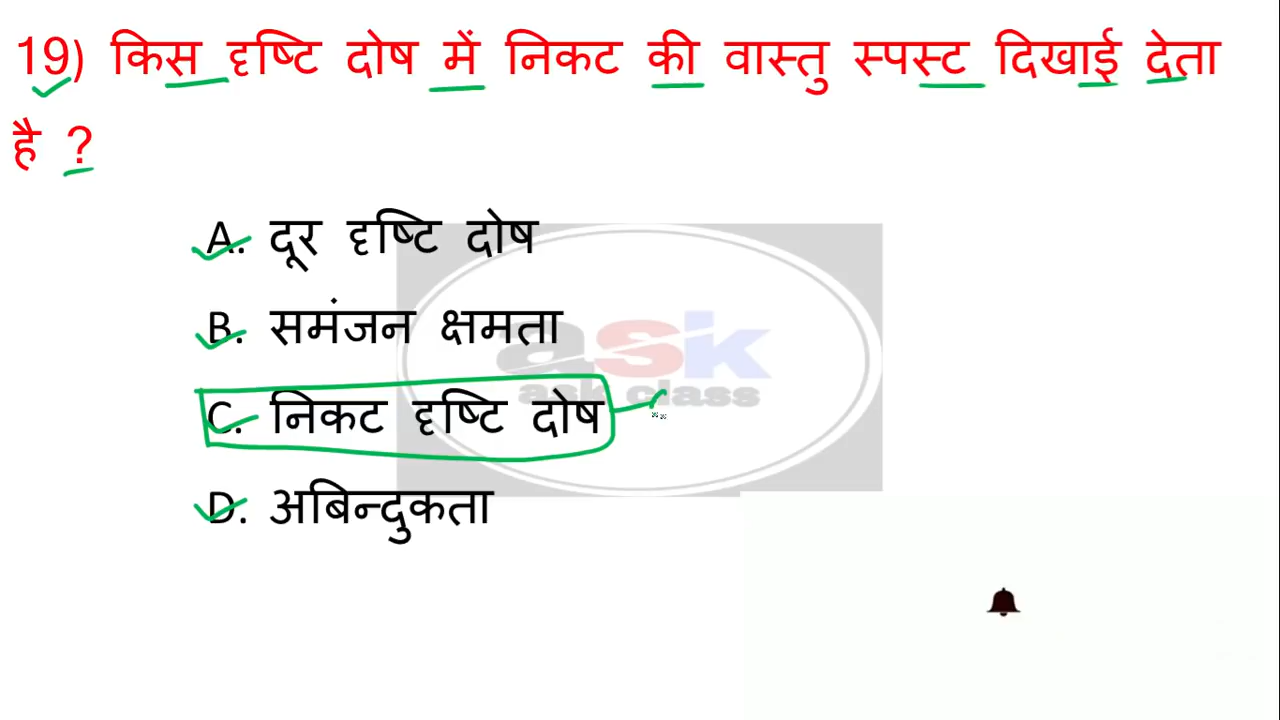 19) किस दृष्टि दोष में निकट की वास्तु स्पस्ट दिखाई देता
है ?
A. दूर दृष्टि दोष
B. समंजन क्षमता
ask
ask class
C. निकट दृष्टि दोष
D. अबिन्दुकता